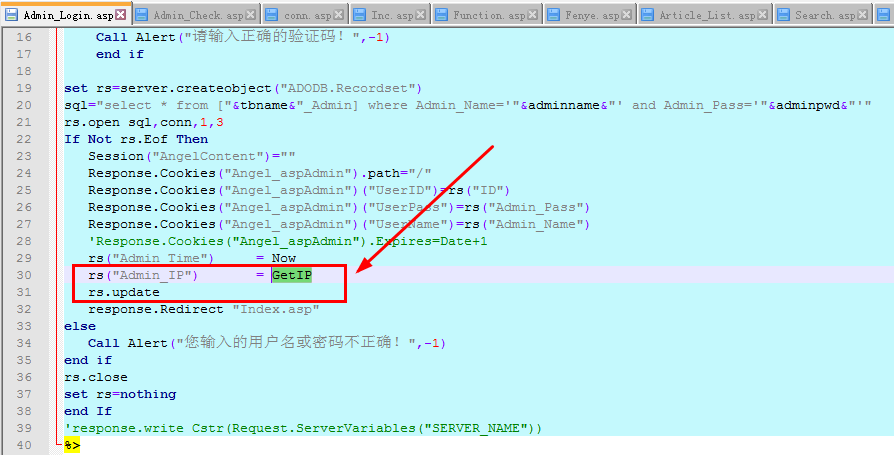 Admin_Login.asp Admin_Check.asp conn.asp Inc.asp Function.asp Fenye.asp Article_List.asp Search.asp
16 Call Alert("请输入正确的验证码！",-1)
17 end if
18
19 set rs=server.createobject("ADODB.Recordset")
20 sql="select * from ["&tbname&"_Admin] where Admin_Name='"&adminname&"' and Admin_Pass='"&adminpwd&"'"
21 rs.open sql,conn,1,3
22 If Not rs.Eof Then
23 Session("AngelContent")=""
24 Response.Cookies("Angel_aspAdmin").path="/"
25 Response.Cookies("Angel_aspAdmin")("UserID")=rs("ID")
26 Response.Cookies("Angel_aspAdmin")("UserPass")=rs("Admin_Pass")
27 Response.Cookies("Angel_aspAdmin")("UserName")=rs("Admin_Name")
28 'Response.Cookies("Angel_aspAdmin").Expires=Date+1
29 rs("Admin_Time") = Now
30 rs("Admin_IP") = GetIP
31 rs.update
32 response.Redirect "Index.asp"
33 else
34 Call Alert("您输入的用户名或密码不正确！",-1)
35 end if
36 rs.close
37 set rs=nothing
38 end If
39 'response.write Cstr(Request.ServerVariables("SERVER_NAME"))
40 %>